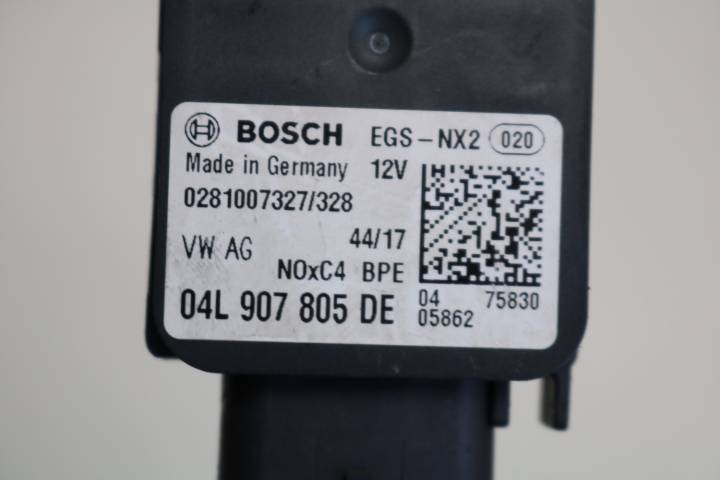 BOSCH EGS-NX2 020
Made in Germany 12V
0281007327/328
VW AG 44/17
NOxC4 BPE
04L 907 805 DE
04 75830
05862